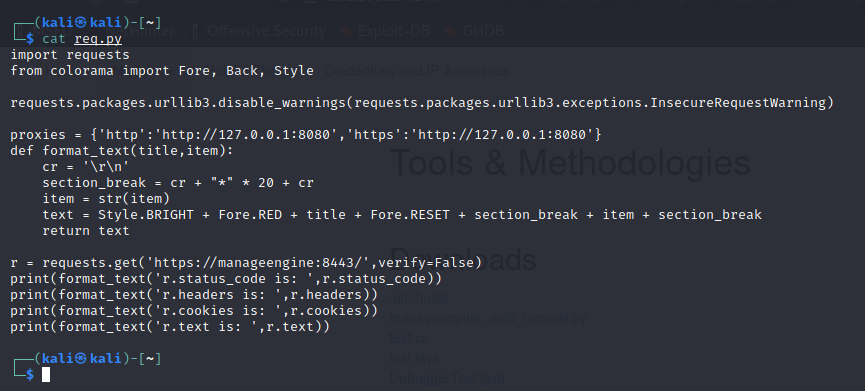 ┌──(kali㉿kali)-[~]
└─$ cat req.py
import requests
from colorama import Fore, Back, Style

requests.packages.urllib3.disable_warnings(requests.packages.urllib3.exceptions.InsecureRequestWarning)

proxies = {'http':'http://127.0.0.1:8080','https':'http://127.0.0.1:8080'}
def format_text(title,item):
    cr = '\r\n'
    section_break = cr + "*" * 20 + cr
    item = str(item)
    text = Style.BRIGHT + Fore.RED + title + Fore.RESET + section_break + item + section_break
    return text

r = requests.get('https://manageengine:8443/',verify=False)
print(format_text('r.status_code is: ',r.status_code))
print(format_text('r.headers is: ',r.headers))
print(format_text('r.cookies is: ',r.cookies))
print(format_text('r.text is: ',r.text))

┌──(kali㉿kali)-[~]
└─$
Offensive Security
Exploit-DB
GHDB
Credentials and IP Addresses
Tools & Methodologies
Downloads
manageengine_web_request.py